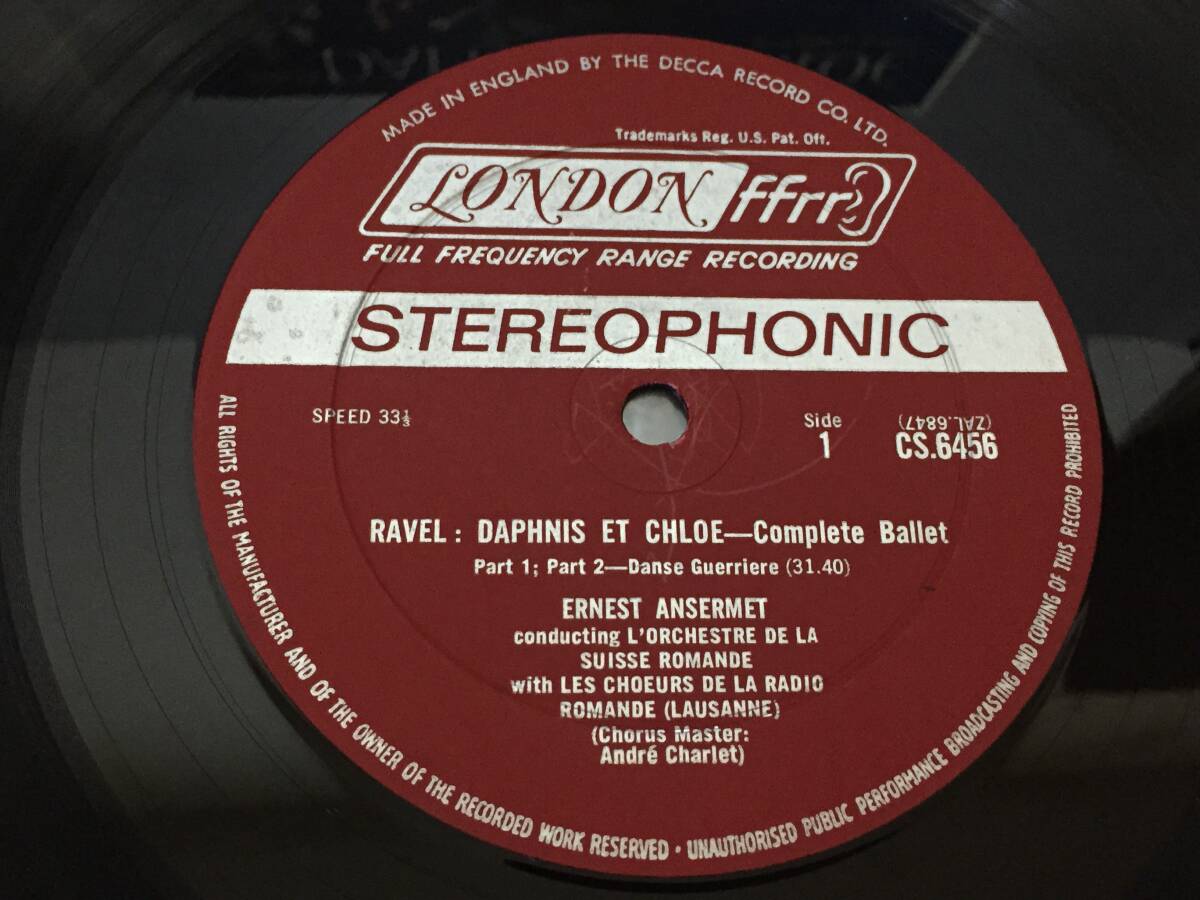 MADE IN ENGLAND BY THE DECCA RECORD CO. LTD.
Trademarks Reg. U.S. Pat. Off.
LONDON ffrr
FULL FREQUENCY RANGE RECORDING
STEREOPHONIC
SPEED 33⅓
Side
1
(ZAL.6847)
CS.6456
RAVEL: DAPHNIS ET CHLOE—Complete Ballet
Part 1; Part 2—Danse Guerriere (31.40)
ERNEST ANSERMET
conducting L'ORCHESTRE DE LA
SUISSE ROMANDE
with LES CHOEURS DE LA RADIO
ROMANDE (LAUSANNE)
(Chorus Master:
André Charlet)
ALL RIGHTS OF THE MANUFACTURER AND OF THE OWNER OF THE RECORDED WORK RESERVED · UNAUTHORISED PUBLIC PERFORMANCE BROADCASTING AND COPYING OF THIS RECORD PROHIBITED